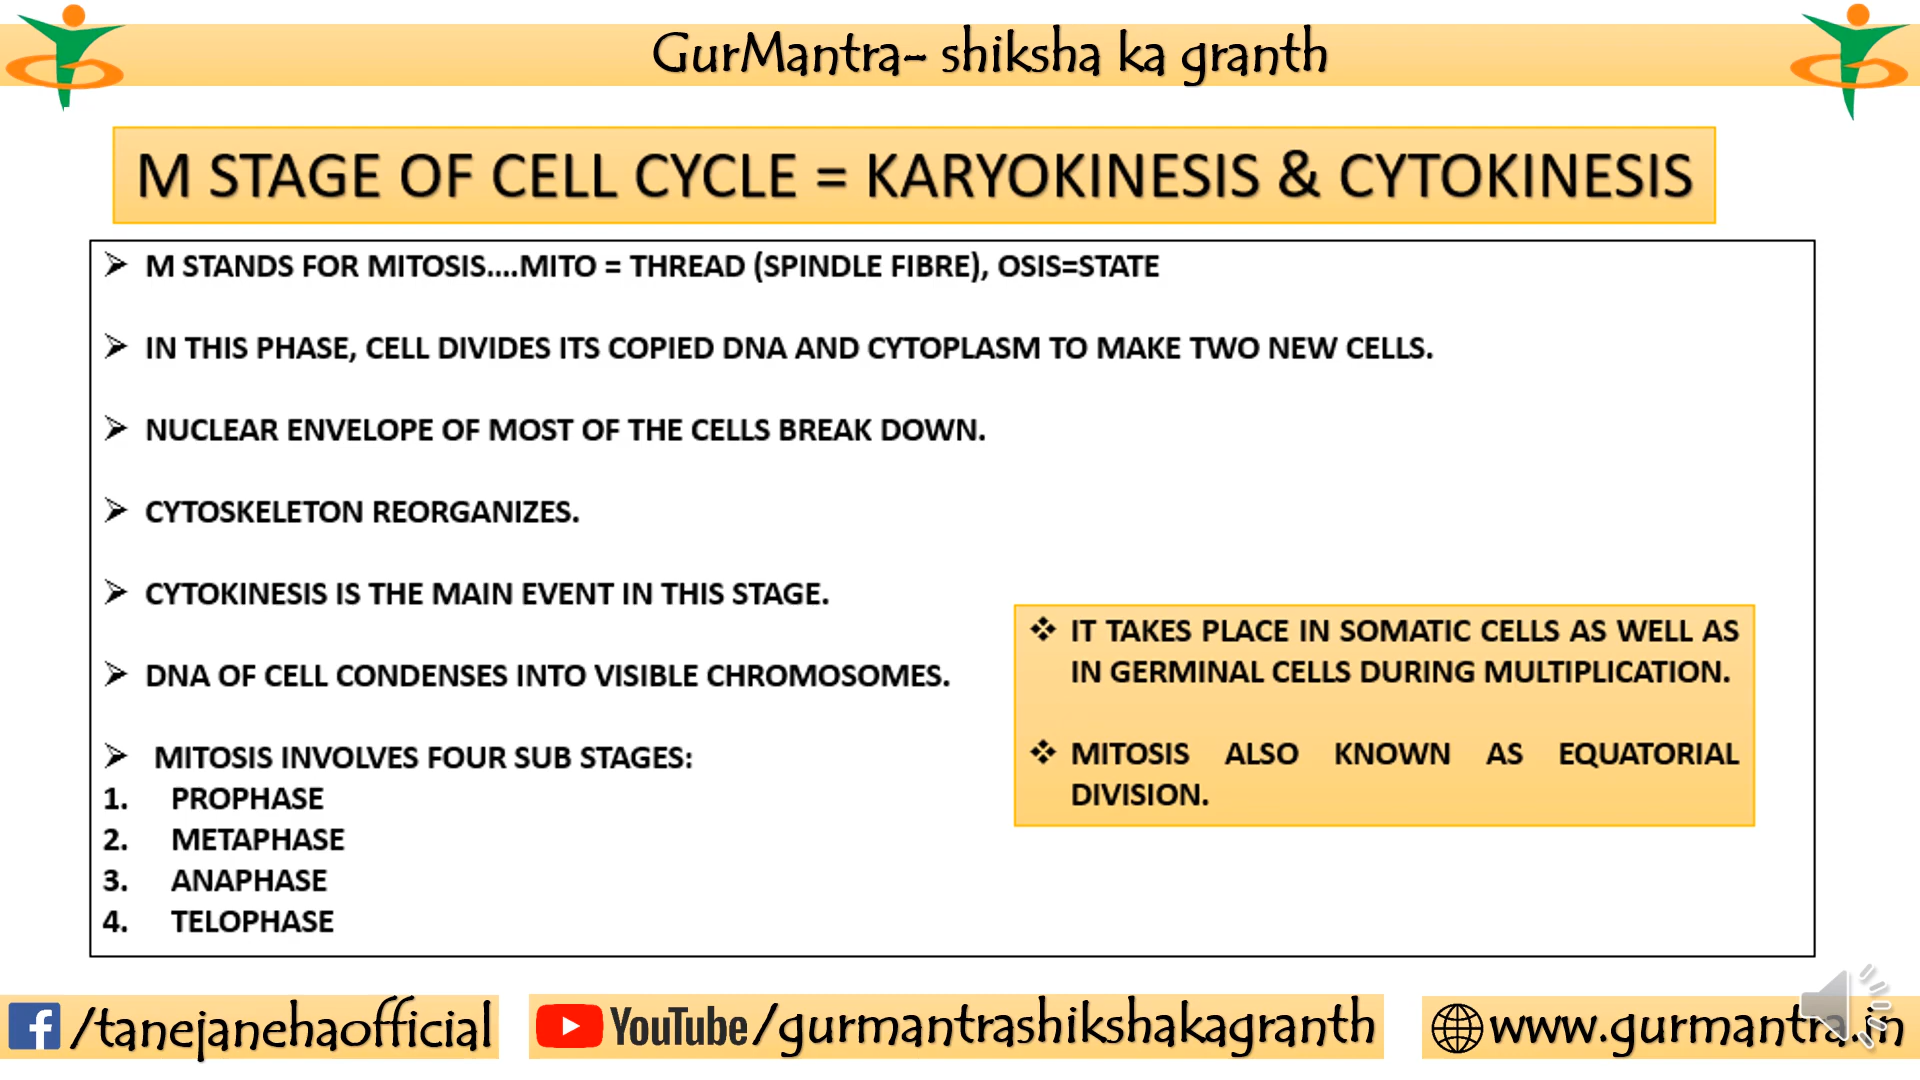 GurMantra- shiksha ka granth
M STAGE OF CELL CYCLE = KARYOKINESIS & CYTOKINESIS
➢ M STANDS FOR MITOSIS....MITO = THREAD (SPINDLE FIBRE), OSIS=STATE
➢ IN THIS PHASE, CELL DIVIDES ITS COPIED DNA AND CYTOPLASM TO MAKE TWO NEW CELLS.
➢ NUCLEAR ENVELOPE OF MOST OF THE CELLS BREAK DOWN.
➢ CYTOSKELETON REORGANIZES.
➢ CYTOKINESIS IS THE MAIN EVENT IN THIS STAGE.
➢ DNA OF CELL CONDENSES INTO VISIBLE CHROMOSOMES.
➢ MITOSIS INVOLVES FOUR SUB STAGES:
1. PROPHASE
2. METAPHASE
3. ANAPHASE
4. TELOPHASE
❖ IT TAKES PLACE IN SOMATIC CELLS AS WELL AS
IN GERMINAL CELLS DURING MULTIPLICATION.
❖ MITOSIS ALSO KNOWN AS EQUATORIAL
DIVISION.
/tanejanehaofficial
YouTube/gurmantrashikshakagranth
www.gurmantra.in